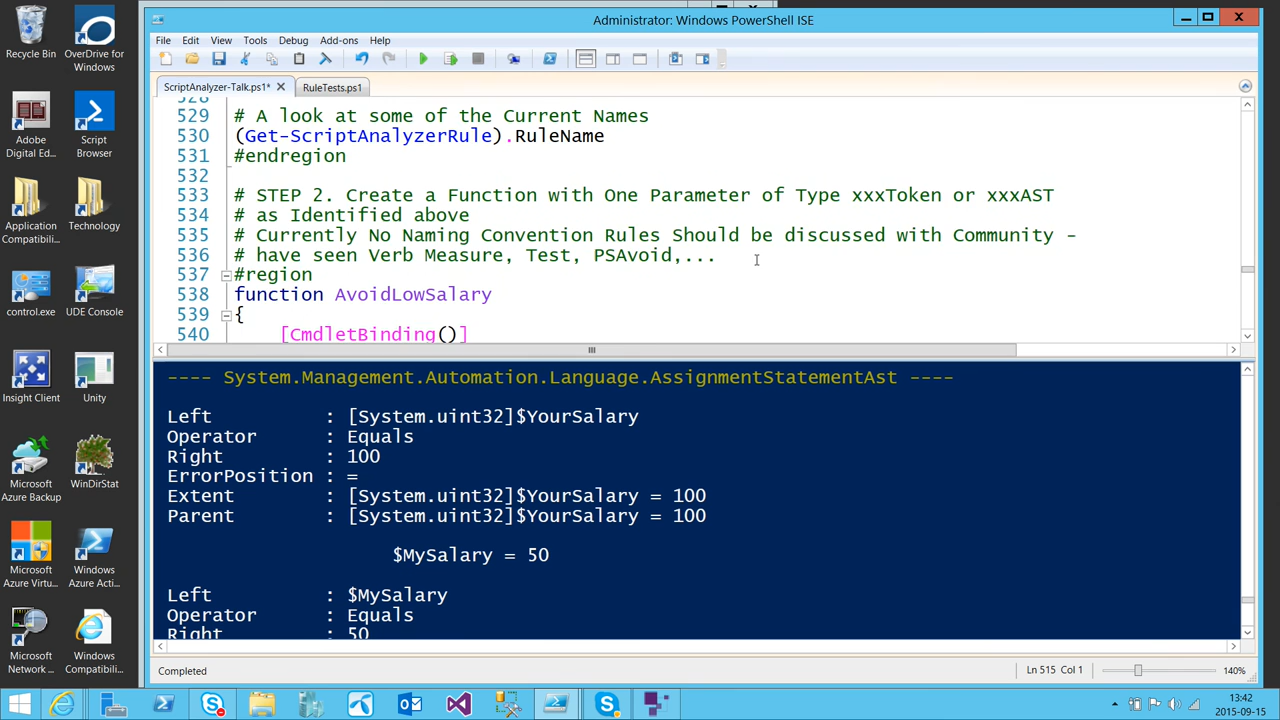 Administrator: Windows PowerShell ISE
File Edit View Tools Debug Add-ons Help
ScriptAnalyzer-Talk.ps1* RuleTests.ps1
528
529 # A look at some of the Current Names
530 (Get-ScriptAnalyzerRule).RuleName
531 #endregion
532
533 # STEP 2. Create a Function with One Parameter of Type xxxToken or xxxAST
534 # as Identified above
535 # Currently No Naming Convention Rules Should be discussed with Community -
536 # have seen Verb Measure, Test, PSAvoid,...
537 #region
538 function AvoidLowSalary
539 {
540 [CmdletBinding()]
---- System.Management.Automation.Language.AssignmentStatementAst ----
Left : [System.uint32]$YourSalary
Operator : Equals
Right : 100
ErrorPosition : =
Extent : [System.uint32]$YourSalary = 100
Parent : [System.uint32]$YourSalary = 100
$MySalary = 50
Left : $MySalary
Operator : Equals
Right : 50
Completed
Ln 515 Col 1
140%
Recycle Bin
OverDrive for
Windows
Adobe
Digital Ed...
Script
Browser
Application
Compatibili...
Technology
control.exe
UDE Console
Insight Client
Unity
Microsoft
Azure Backup
WinDirStat
Microsoft
Azure Virtu...
Windows
Azure Acti...
Microsoft
Network ...
Windows
Compatibili...
13:42
2015-09-15